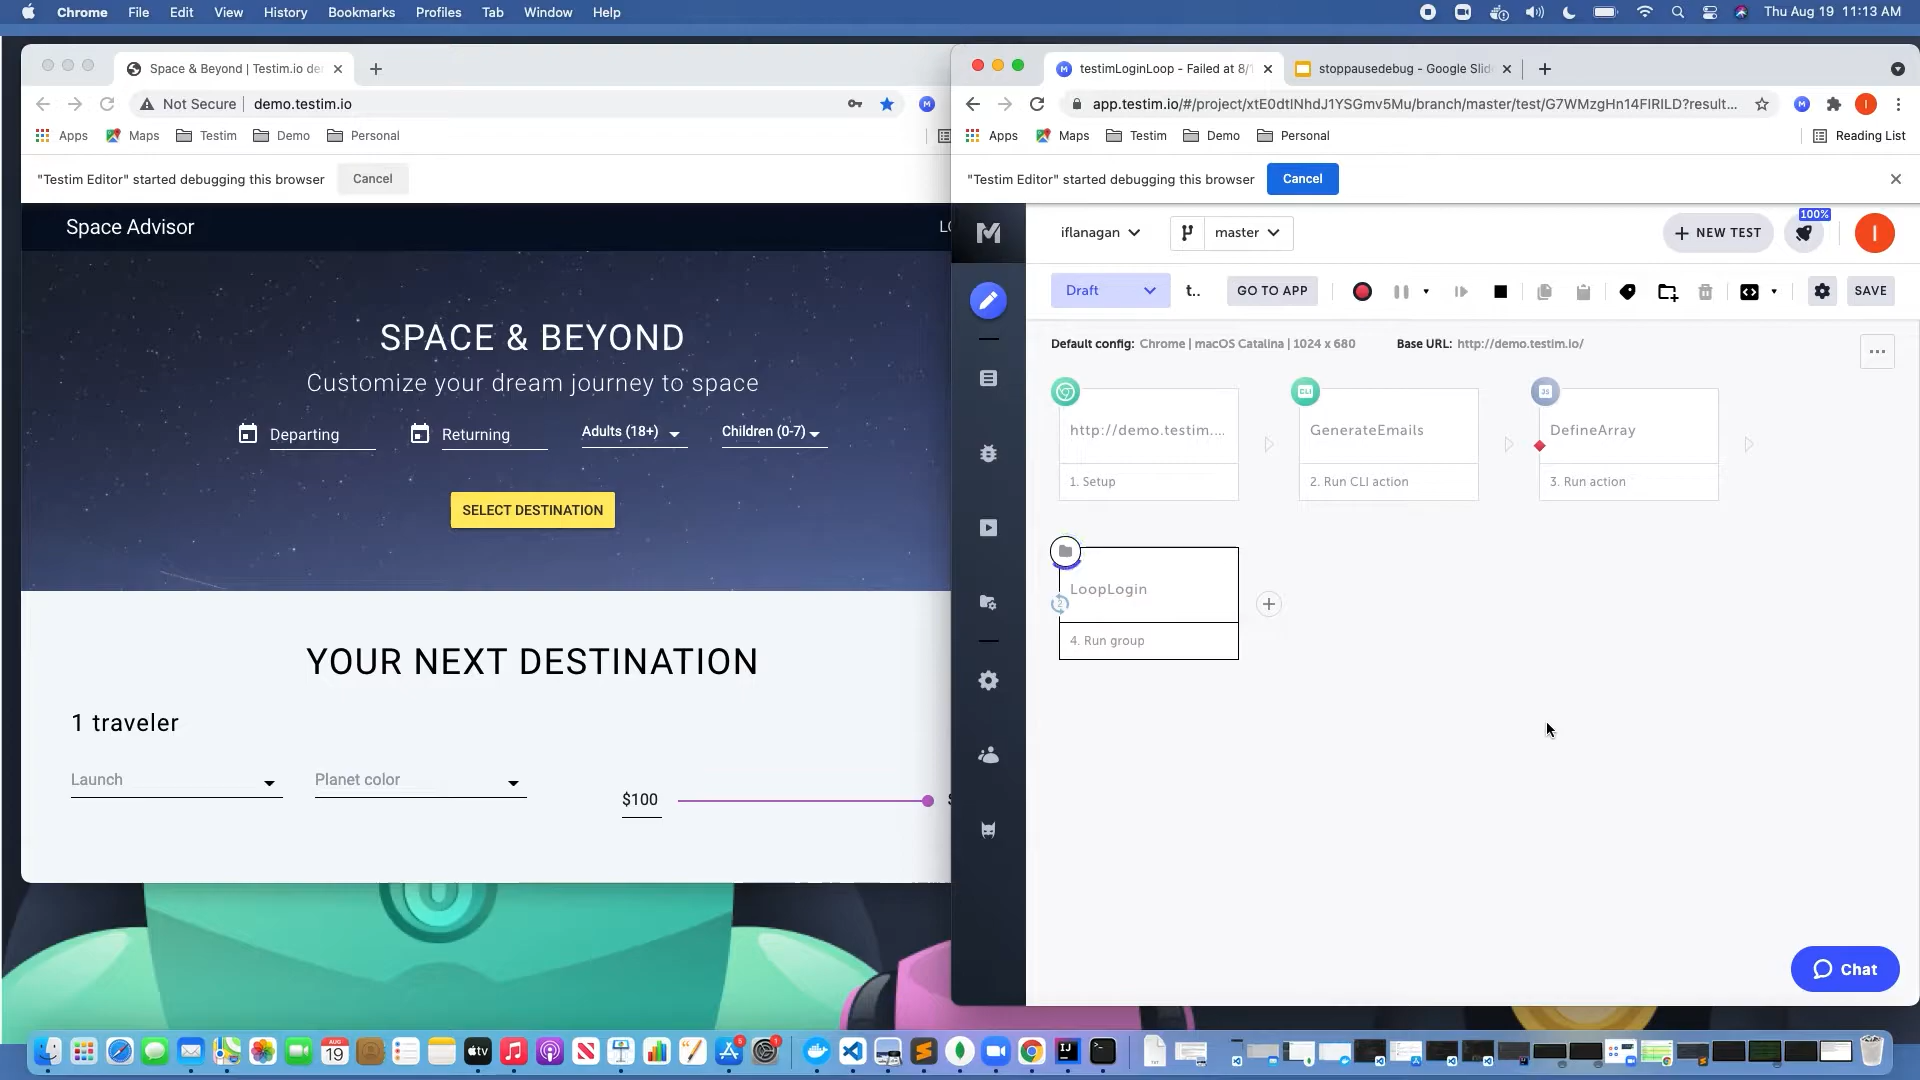 Chrome File Edit View History Bookmarks Profiles Tab Window Help
Thu Aug 19 11:13 AM
Space & Beyond | Testim.io de
Not Secure demo.testim.io
Apps Maps Testim Demo Personal
"Testim Editor" started debugging this browser Cancel
Space Advisor
SPACE & BEYOND
Customize your dream journey to space
Departing Returning Adults (18+) Children (0-7)
SELECT DESTINATION
YOUR NEXT DESTINATION
1 traveler
Launch Planet color
$100
testimLoginLoop - Failed at 8/
stoppausedebug - Google Slid
app.testim.io/#/project/xtE0dtlNhdJ1YSGmv5Mu/branch/master/test/G7WMzgHn14FIRILD?result...
Apps Maps Testim Demo Personal Reading List
"Testim Editor" started debugging this browser Cancel
iflanagan master
NEW TEST 100% I
Draft t.. GO TO APP SAVE
Default config: Chrome | macOS Catalina | 1024 x 680 Base URL: http://demo.testim.io/
http://demo.testim....
1. Setup
CLI
GenerateEmails
2. Run CLI action
JS
DefineArray
3. Run action
LoopLogin
2
4. Run group
Chat
AUG
19
tv